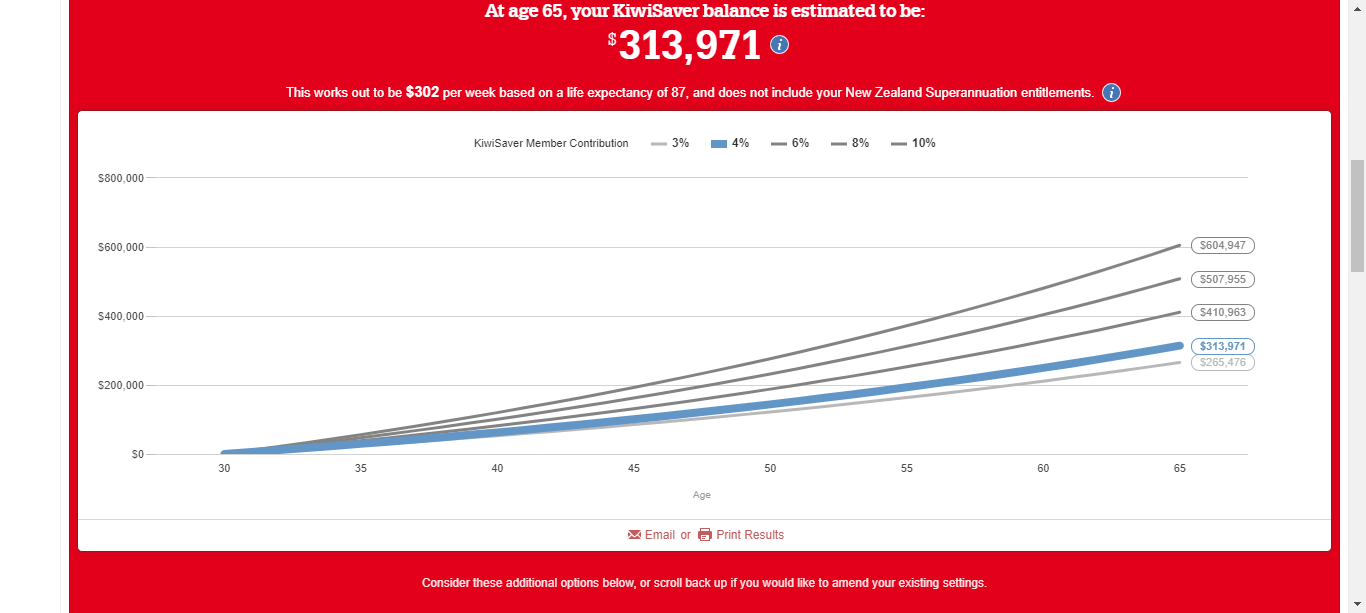 At age 65, your KiwiSaver balance is estimated to be:
$313,971 i
This works out to be $302 per week based on a life expectancy of 87, and does not include your New Zealand Superannuation entitlements. i
KiwiSaver Member Contribution 3% 4% 6% 8% 10%
$800,000
$600,000
$400,000
$200,000
$0
$604,947
$507,955
$410,963
$313,971
$265,476
30 35 40 45 50 55 60 65
Age
Email or Print Results
Consider these additional options below, or scroll back up if you would like to amend your existing settings.